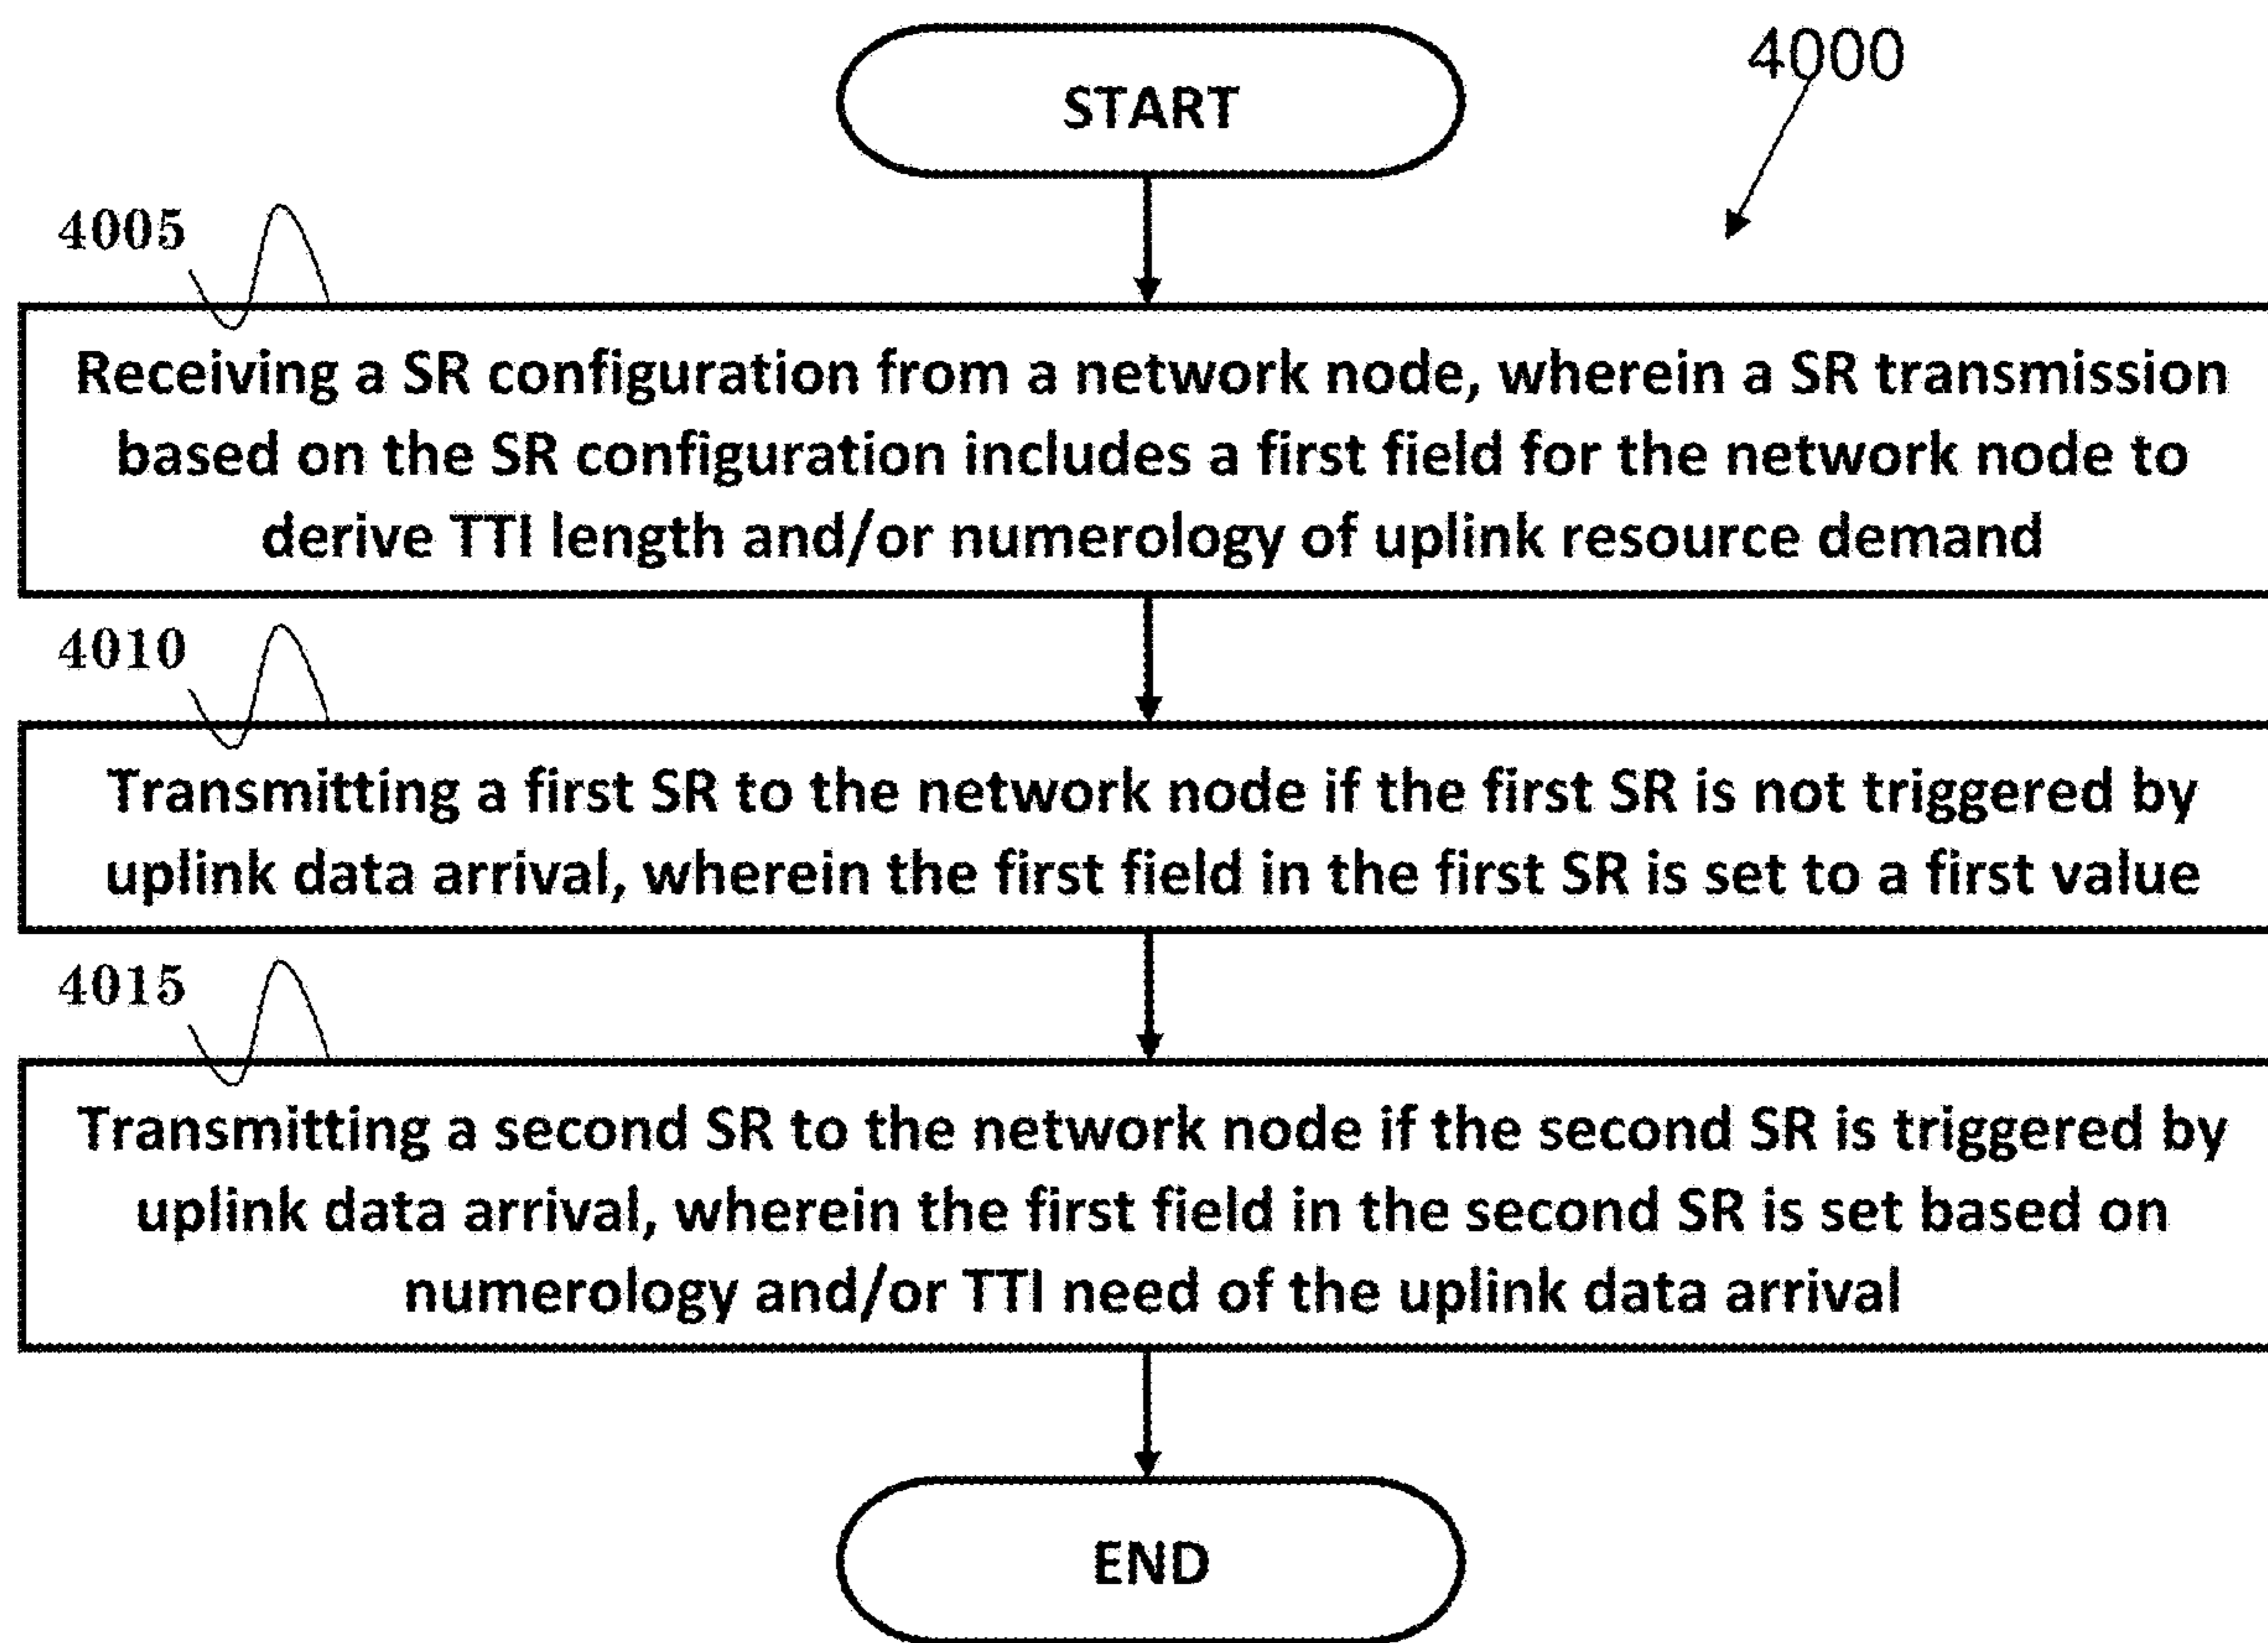 START
4000
4005
Receiving a SR configuration from a network node, wherein a SR transmission
based on the SR configuration includes a first field for the network node to
derive TTI length and/or numerology of uplink resource demand
4010
Transmitting a first SR to the network node if the first SR is not triggered by
uplink data arrival, wherein the first field in the first SR is set to a first value
4015
Transmitting a second SR to the network node if the second SR is triggered by
uplink data arrival, wherein the first field in the second SR is set based on
numerology and/or TTI need of the uplink data arrival
END